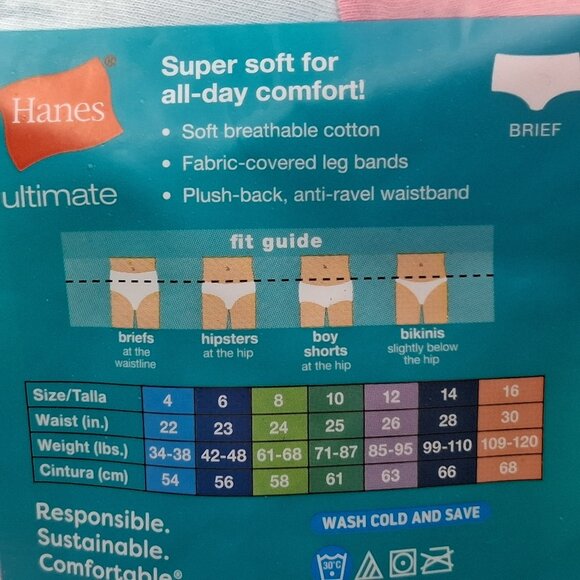 Hanes®
ultimate
Super soft for
all-day comfort!
• Soft breathable cotton
• Fabric-covered leg bands
• Plush-back, anti-ravel waistband
BRIEF
fit guide
briefs
at the
waistline
hipsters
at the hip
boy
shorts
at the hip
bikinis
slightly below
the hip
Size/Talla 4 6 8 10 12 14 16
Waist (in.) 22 23 24 25 26 28 30
Weight (lbs.) 34-38 42-48 61-68 71-87 85-95 99-110 109-120
Cintura (cm) 54 56 58 61 63 66 68
Responsible.
Sustainable.
Comfortable®
WASH COLD AND SAVE
30°C